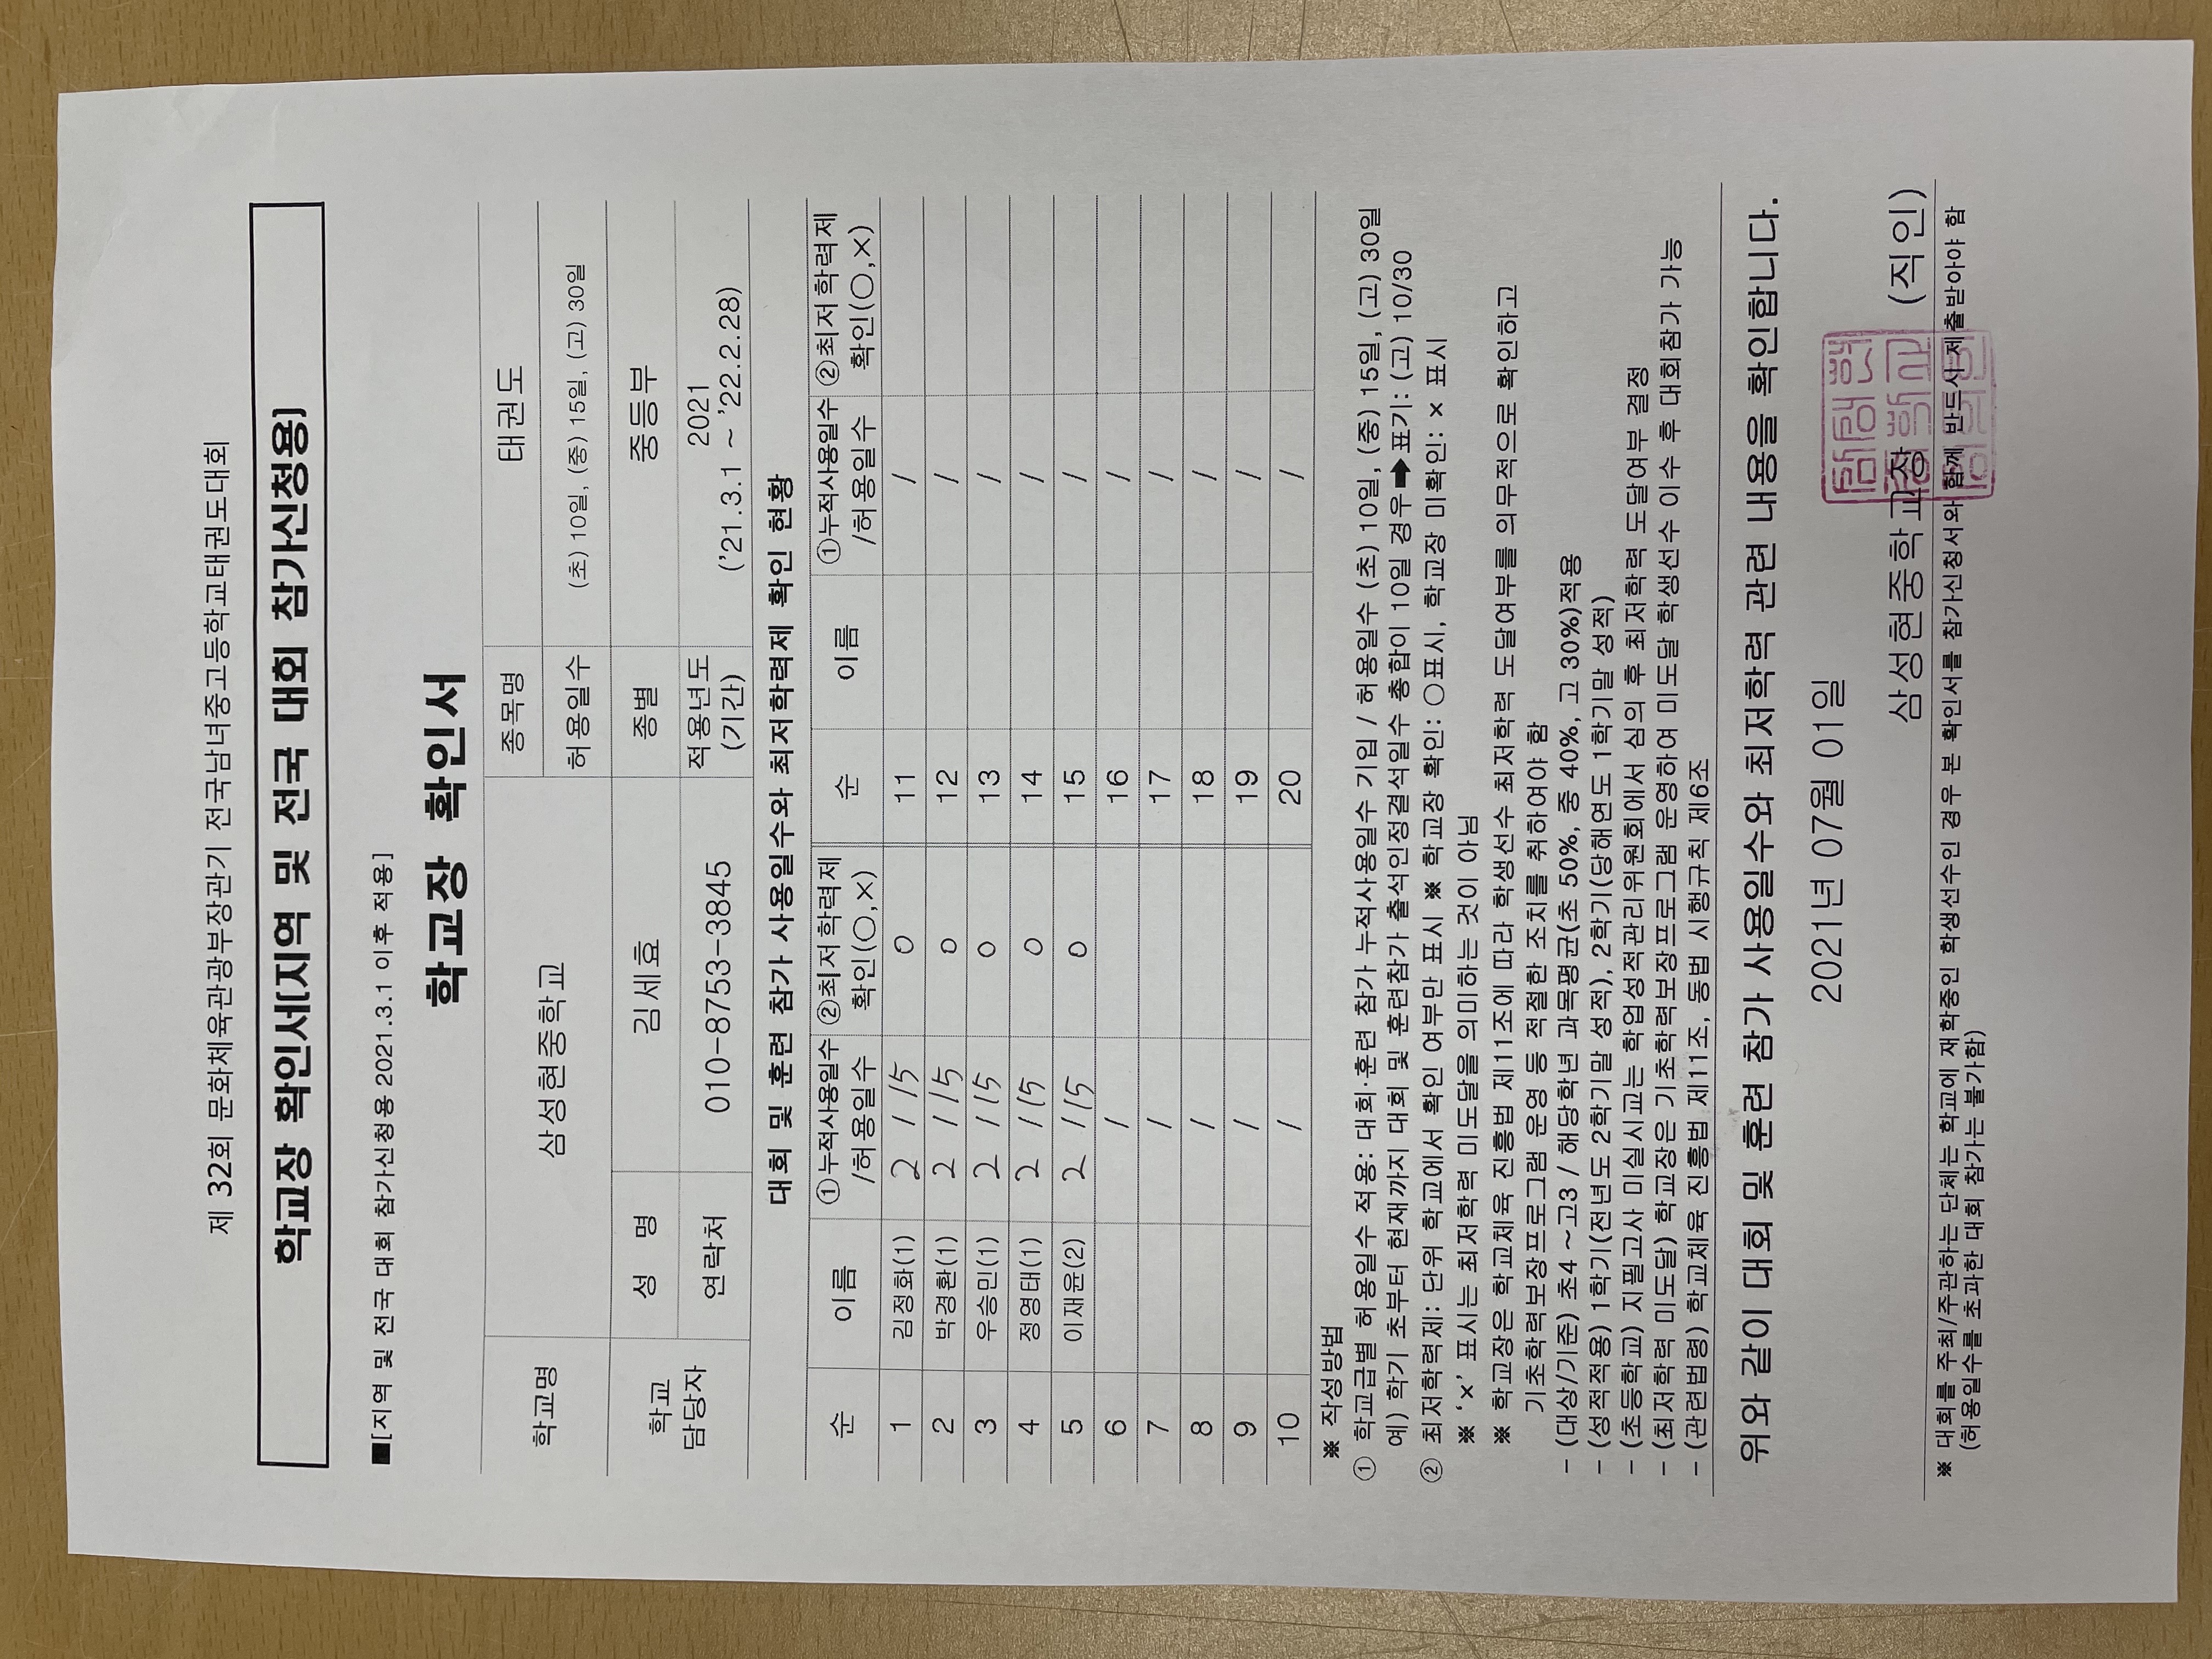 제 32회 문화체육관광부장관기 전국남녀중고등학교태권도대회
학교장 확인서[지역 및 전국 대회 참가신청용]
■[지역 및 전국 대회 참가신청용 2021.3.1 이후 적용]
학교장 확인서
학교명 삼성현중학교 종목명 태권도
허용일수 (초) 10일, (중) 15일, (고) 30일
학교 담당자 성 명 김세효 종별 중등부
연락처 010-8753-3845 적용년도 (기간) 2021 ('21.3.1 ~ '22.2.28)
대회 및 훈련 참가 사용일수와 최저학력제 확인 현황
순 이름 ①누적사용일수 /허용일수 ②최저학력제 확인(○,×) 순 이름 ①누적사용일수 /허용일수 ②최저학력제 확인(○,×)
1 김정화(1) 2 / 15 ○ 11 /
2 박경환(1) 2 / 15 ○ 12 /
3 우승민(1) 2 / 15 ○ 13 /
4 정영태(1) 2 / 15 ○ 14 /
5 이재윤(2) 2 / 15 ○ 15 /
6 / 16 /
7 / 17 /
8 / 18 /
9 / 19 /
10 / 20 /
※ 작성방법
① 학교급별 허용일수 적용: 대회·훈련 참가 누적사용일수 기입 / 허용일수 (초) 10일, (중) 15일, (고) 30일
예) 학기 초부터 현재까지 대회 및 훈련참가 출석인정결석일수 총합이 10일 경우 ➡표기: (고) 10/30
② 최저학력제: 단위 학교에서 확인 여부만 표시 ※ 학교장 확인: ○표시, 학교장 미확인: × 표시
※ '×' 표시는 최저학력 미도달을 의미하는 것이 아님
※ 학교장은 학교체육 진흥법 제11조에 따라 학생선수 최저학력 도달여부를 의무적으로 확인하고
기초학력보장프로그램 운영 등 적절한 조치를 취하여야 함
- (대상/기준) 초4 ~ 고3 / 해당학년 과목평균(초 50%, 중 40%, 고 30%)적용
- (성적적용) 1학기(전년도 2학기말 성적), 2학기(당해연도 1학기말 성적)
- (초등학교) 지필고사 미실시교는 학업성적관리위원회에서 심의 후 최저학력 도달여부 결정
- (최저학력 미도달) 학교장은 기초학력보장프로그램 운영하여 미도달 학생선수 이수 후 대회참가 가능
- (관련법령) 학교체육 진흥법 제11조, 동법 시행규칙 제6조
위와 같이 대회 및 훈련 참가 사용일수와 최저학력 관련 내용을 확인합니다.
2021년 07월 01일
삼성현중학교장 (직인)
※ 대회를 주최/주관하는 단체는 학교에 재학중인 학생선수인 경우 본 확인서를 참가신청서와 함께 반드시 제출받아야 함
(허용일수를 초과한 대회 참가는 불가함)